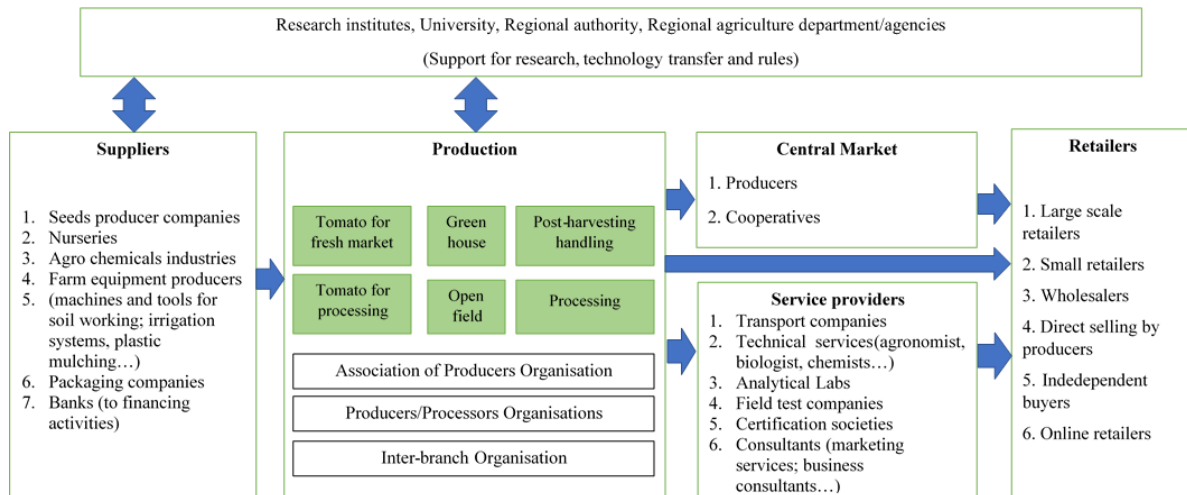 Research institutes, University, Regional authority, Regional agriculture department/agencies
(Support for research, technology transfer and rules)
Suppliers
1. Seeds producer companies
2. Nurseries
3. Agro chemicals industries
4. Farm equipment producers
5. (machines and tools for
soil working; irrigation
systems, plastic
mulching…)
6. Packaging companies
7. Banks (to financing
activities)
Production
Tomato for
fresh market
Green
house
Post-harvesting
handling
Tomato for
processing
Open
field
Processing
Association of Producers Organisation
Producers/Processors Organisations
Inter-branch Organisation
Central Market
1. Producers
2. Cooperatives
Service providers
1. Transport companies
2. Technical services(agronomist,
biologist, chemists…)
3. Analytical Labs
4. Field test companies
5. Certification societies
6. Consultants (marketing
services; business
consultants…)
Retailers
1. Large scale
retailers
2. Small retailers
3. Wholesalers
4. Direct selling by
producers
5. Indedependent
buyers
6. Online retailers